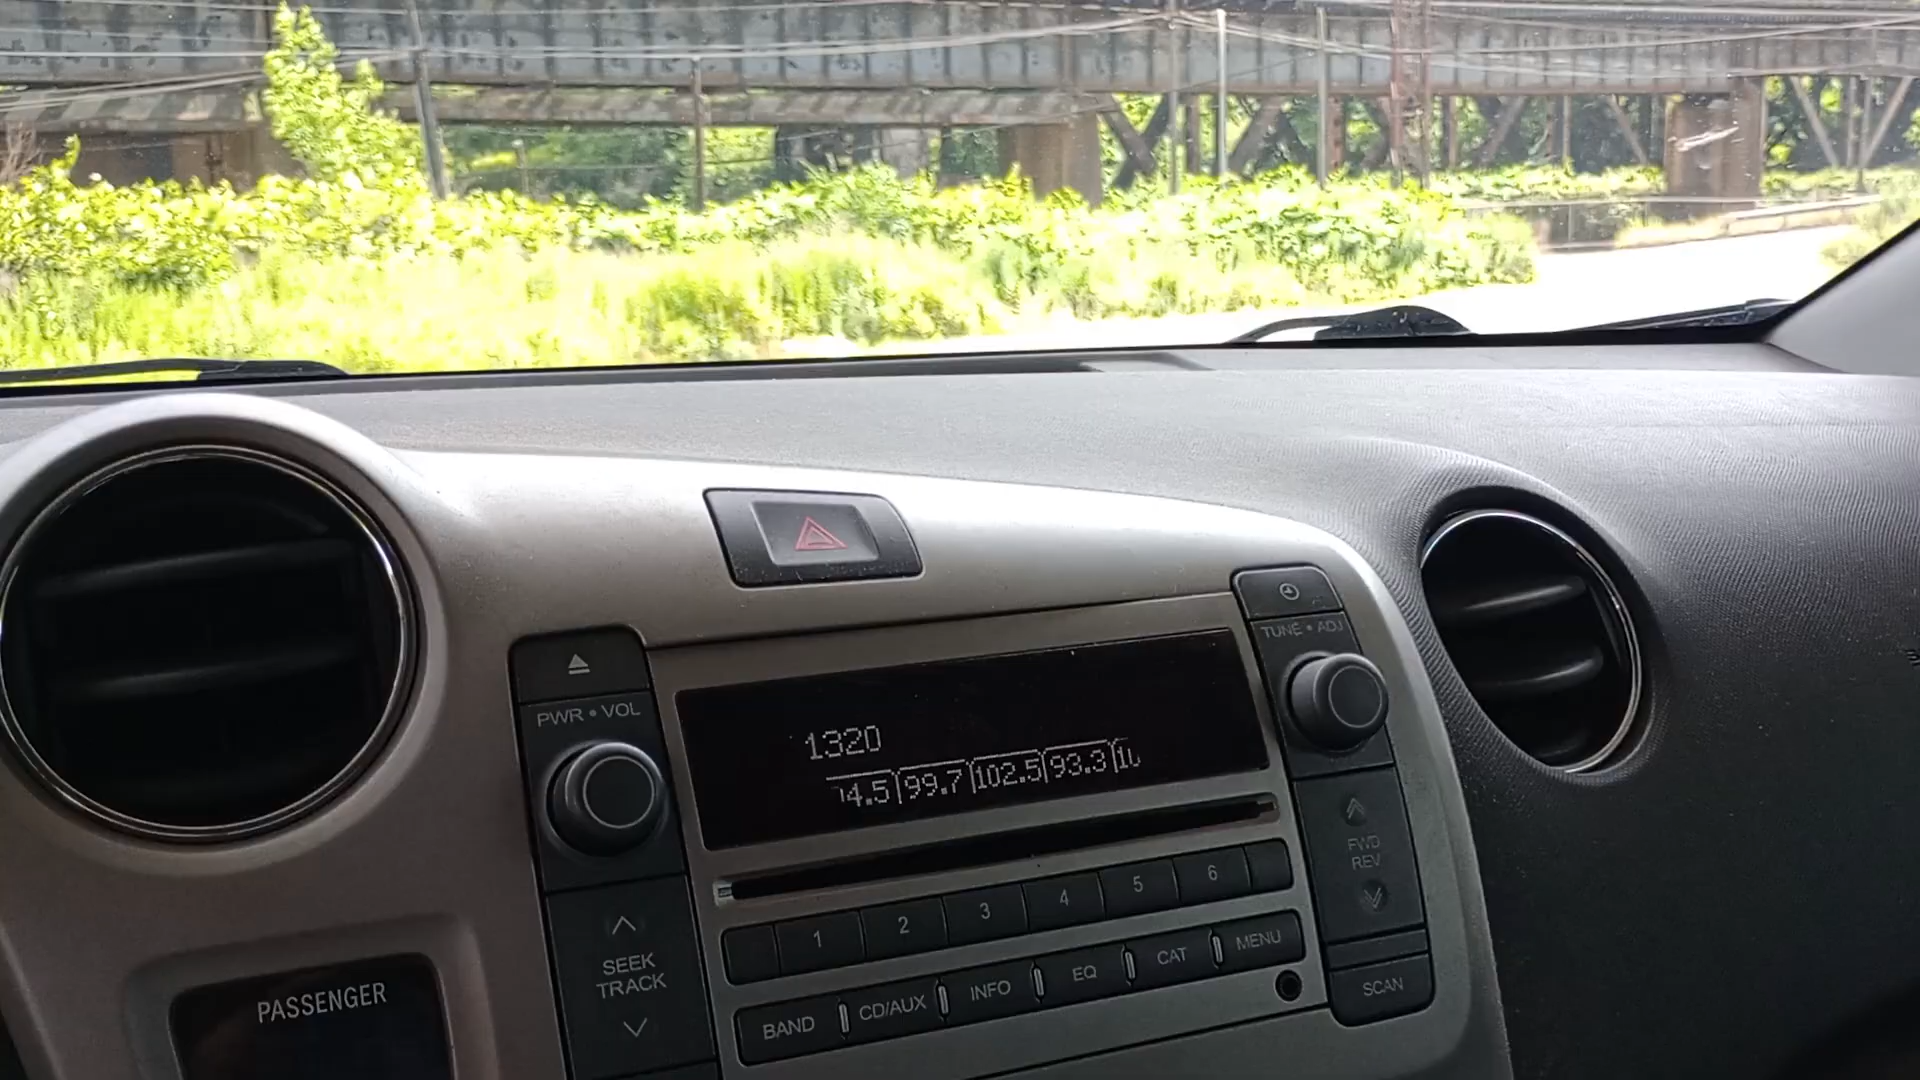 TUNE • ADJ
PWR • VOL
1320
4.5 99.7 102.5 93.3
FWD
REV
1 2 3 4 5 6
SEEK
TRACK
BAND CD/AUX INFO EQ CAT MENU
SCAN
PASSENGER